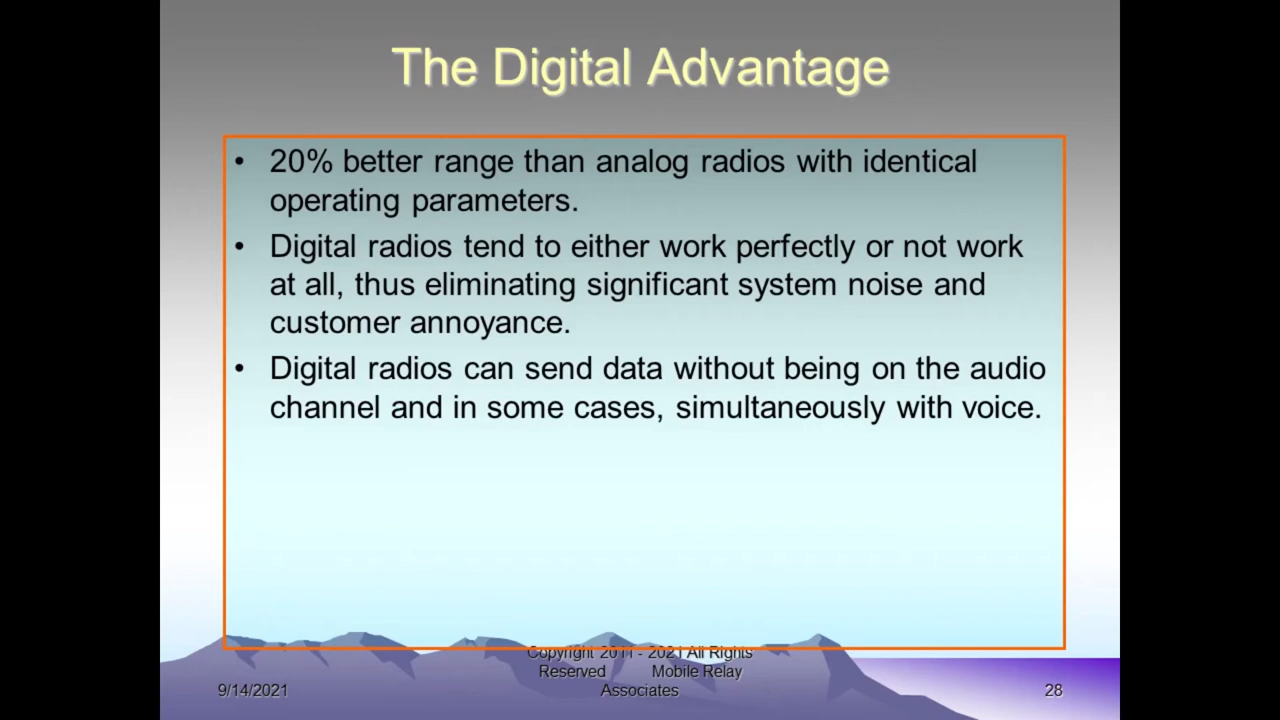 The Digital Advantage
• 20% better range than analog radios with identical
operating parameters.
• Digital radios tend to either work perfectly or not work
at all, thus eliminating significant system noise and
customer annoyance.
• Digital radios can send data without being on the audio
channel and in some cases, simultaneously with voice.
Copyright 2011 - 2021 All Rights
Reserved Mobile Relay
Associates
9/14/2021
28